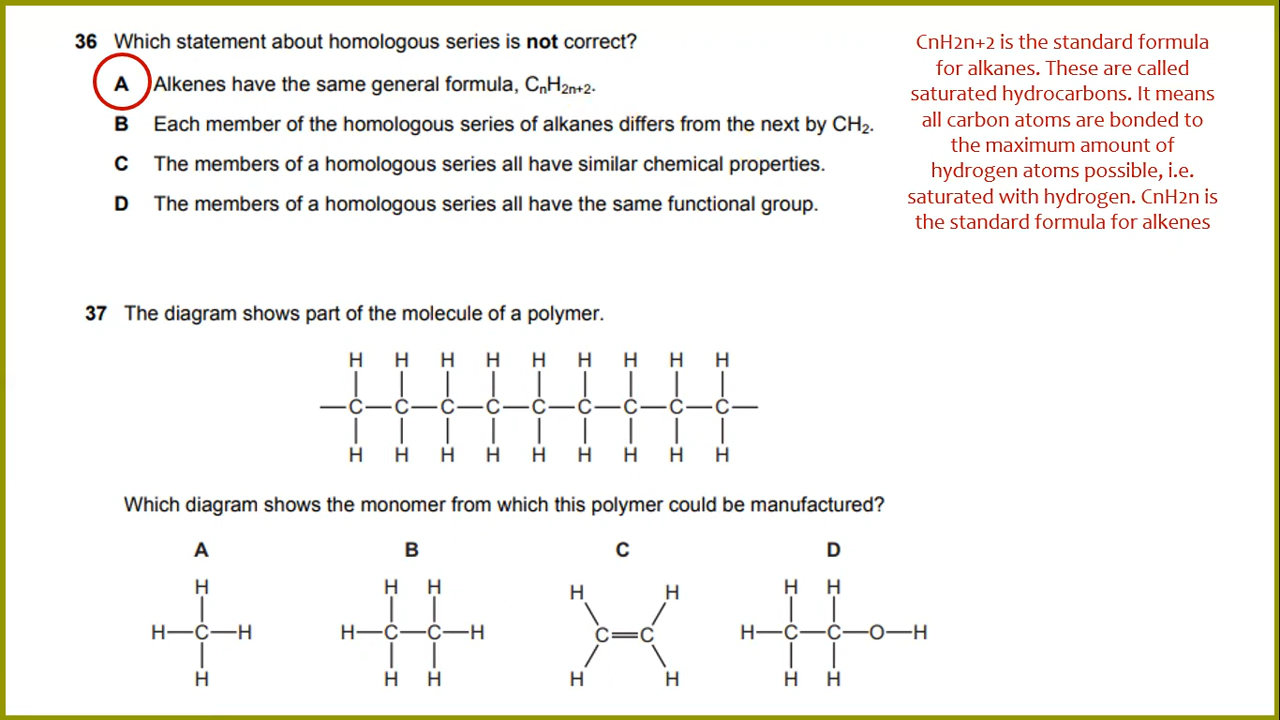 36 Which statement about homologous series is not correct?
A Alkenes have the same general formula, CnH2n+2.
B Each member of the homologous series of alkanes differs from the next by CH2.
C The members of a homologous series all have similar chemical properties.
D The members of a homologous series all have the same functional group.
CnH2n+2 is the standard formula
for alkanes. These are called
saturated hydrocarbons. It means
all carbon atoms are bonded to
the maximum amount of
hydrogen atoms possible, i.e.
saturated with hydrogen. CnH2n is
the standard formula for alkenes
37 The diagram shows part of the molecule of a polymer.
H H H H H H H H H
C C C C C C C C C
H H H H H H H H H
Which diagram shows the monomer from which this polymer could be manufactured?
A B C D
H H H H H H H
H C H H C C H C C H C C O H
H H H H H H H